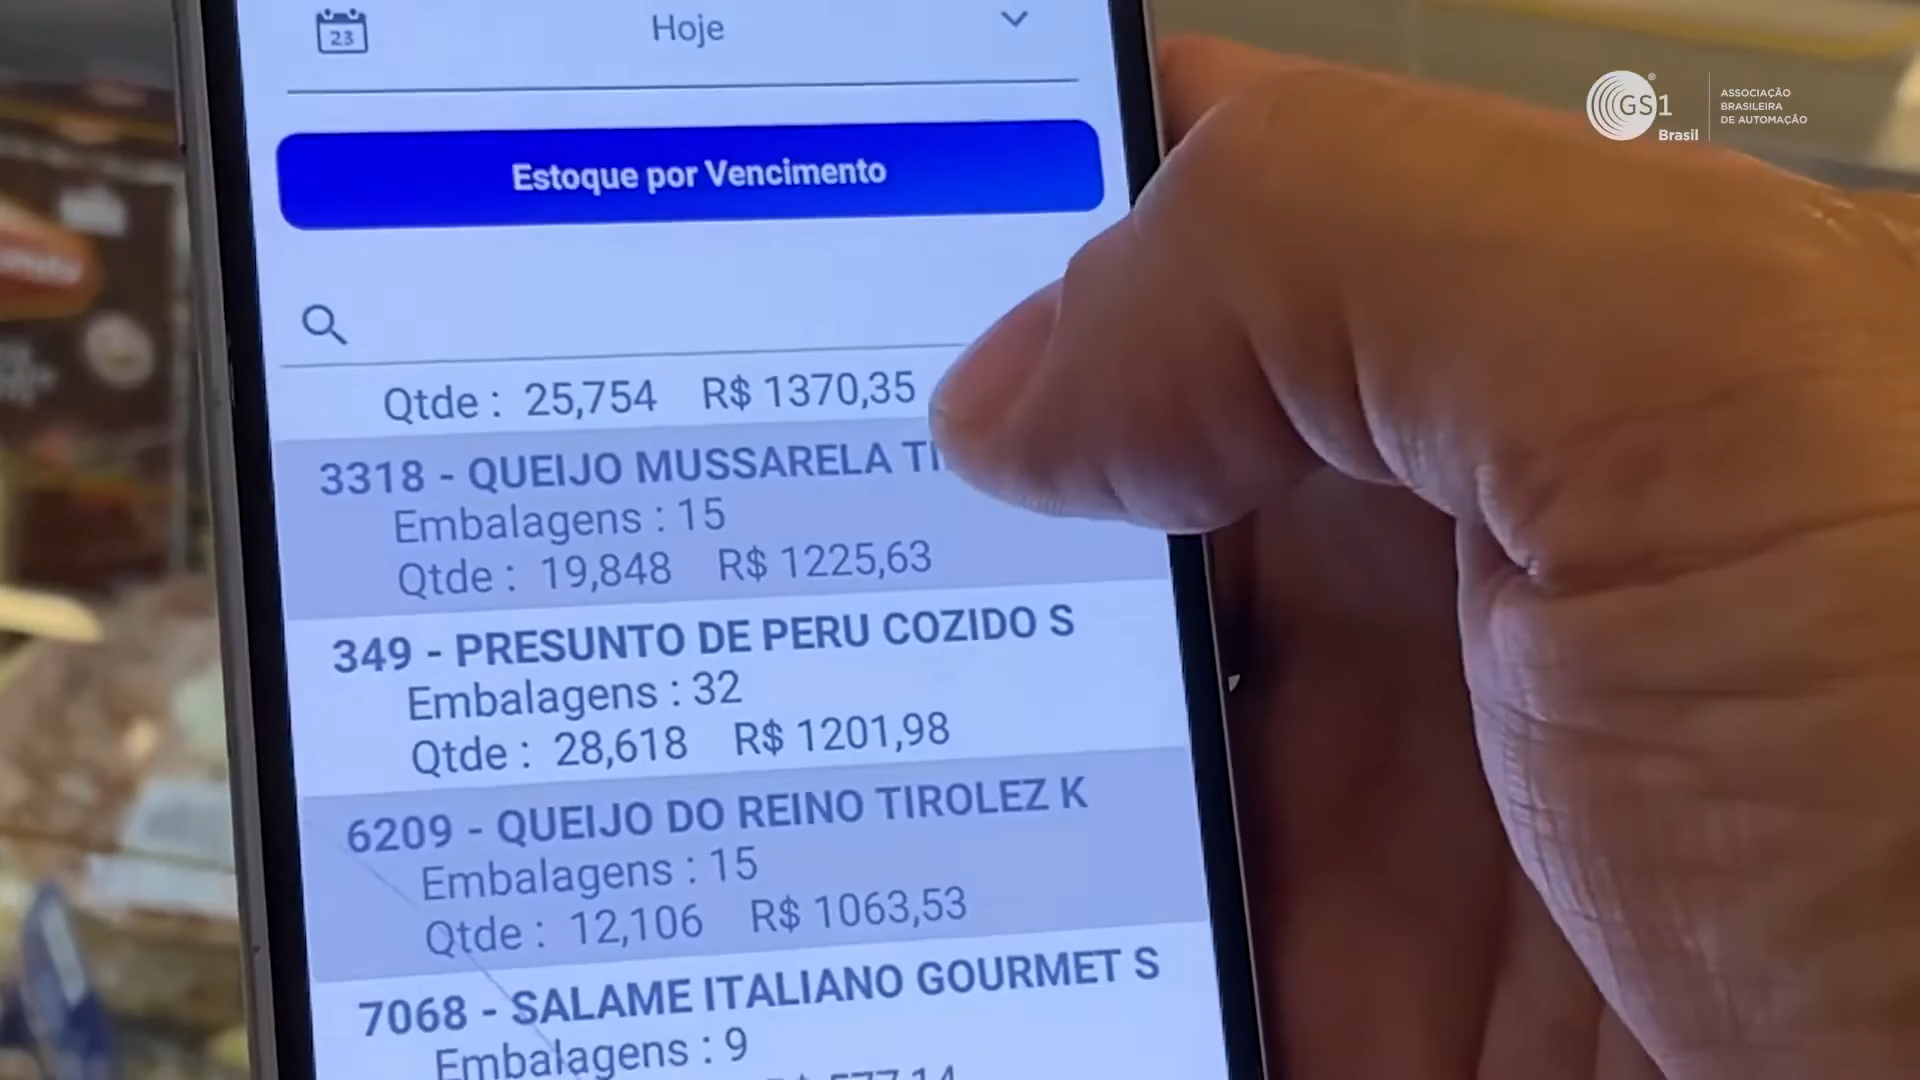 23
Hoje
GS1
Brasil
ASSOCIAÇÃO
BRASILEIRA
DE AUTOMAÇÃO
Estoque por Vencimento
Qtde : 25,754 R$ 1370,35
3318 - QUEIJO MUSSARELA
Embalagens : 15
Qtde : 19,848 R$ 1225,63
349 - PRESUNTO DE PERU COZIDO S
Embalagens : 32
Qtde : 28,618 R$ 1201,98
6209 - QUEIJO DO REINO TIROLEZ K
Embalagens : 15
Qtde : 12,106 R$ 1063,53
7068 - SALAME ITALIANO GOURMET S
Embalagens : 9